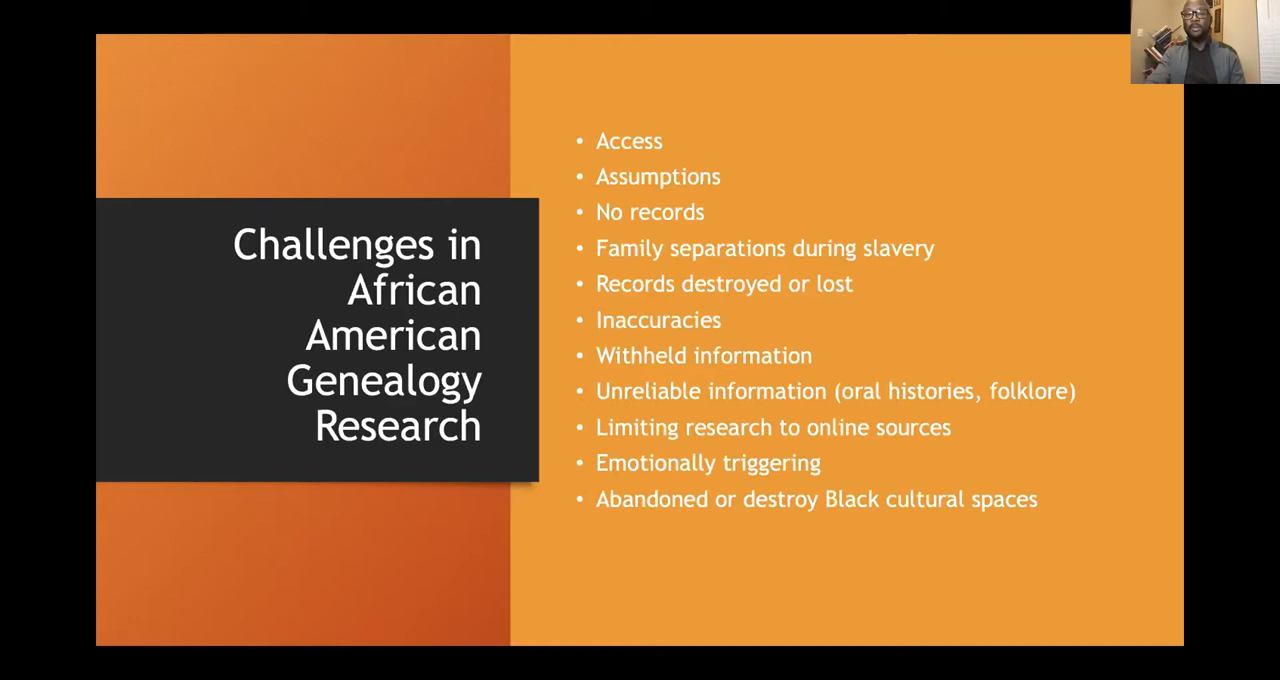 Challenges in
African
American
Genealogy
Research
• Access
• Assumptions
• No records
• Family separations during slavery
• Records destroyed or lost
• Inaccuracies
• Withheld information
• Unreliable information (oral histories, folklore)
• Limiting research to online sources
• Emotionally triggering
• Abandoned or destroy Black cultural spaces